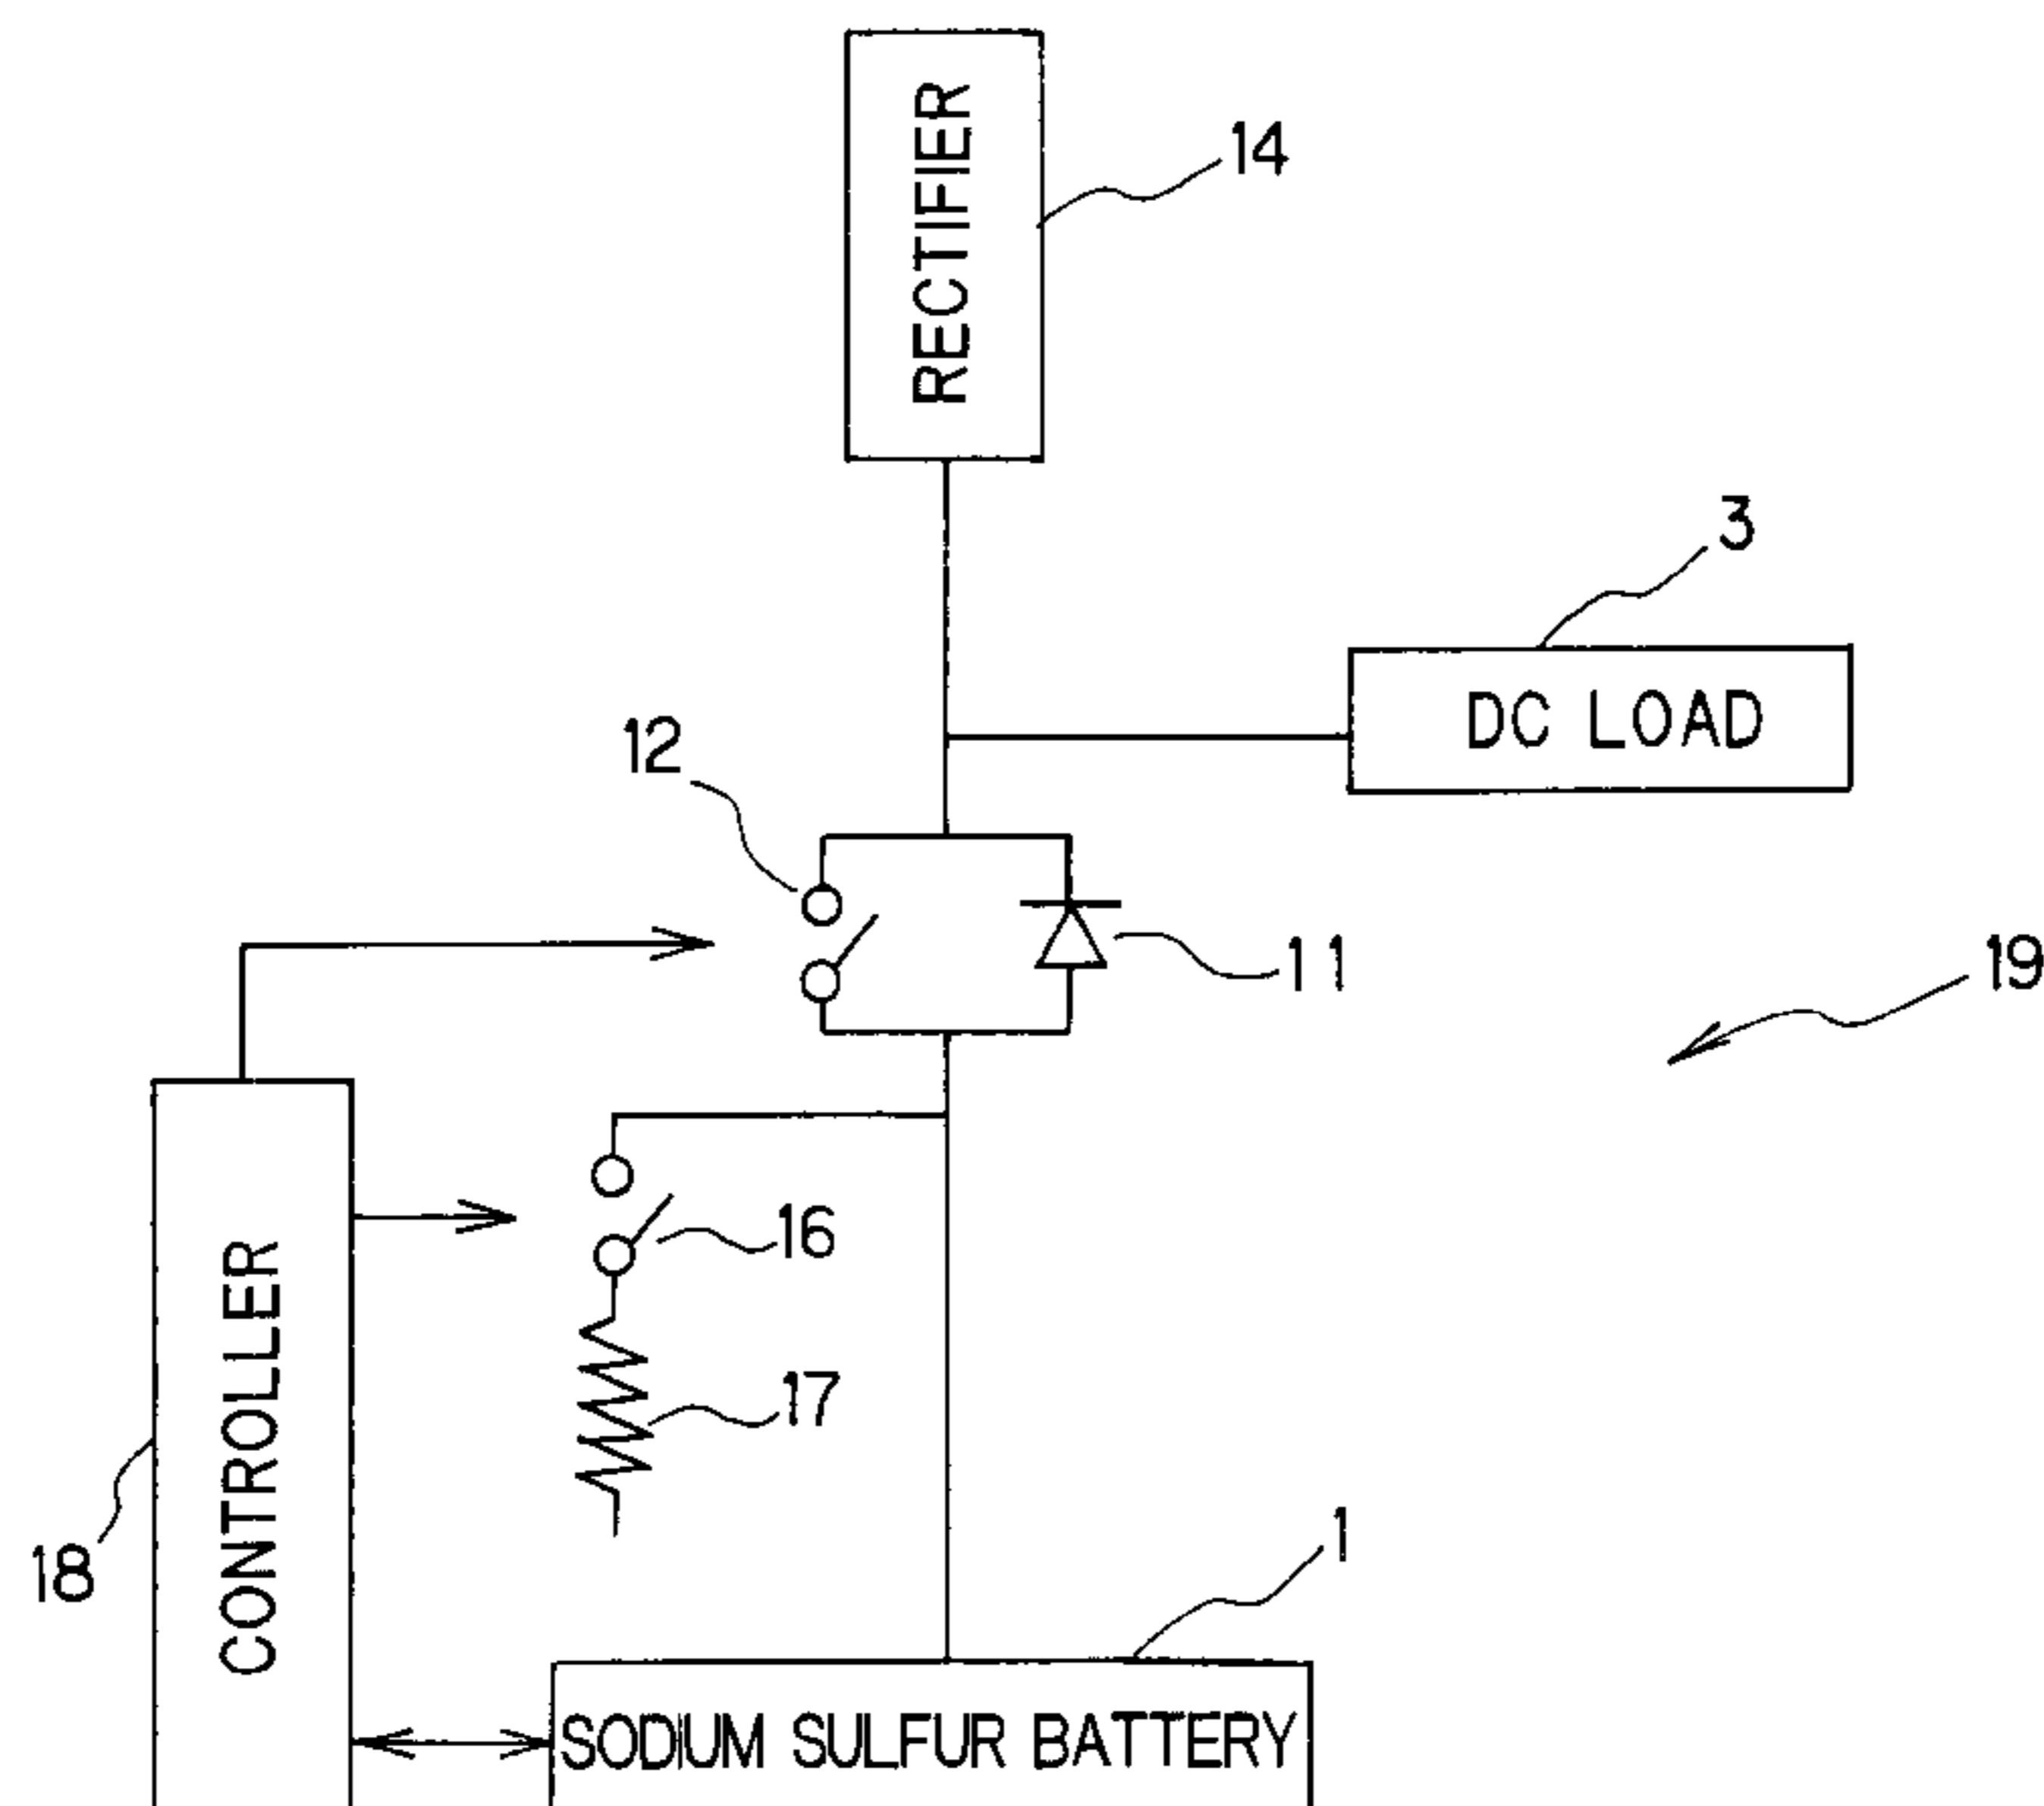 RECTIFIER
14
3
DC LOAD
12
11
19
16
CONTROLLER
17
18
1
SODIUM SULFUR BATTERY